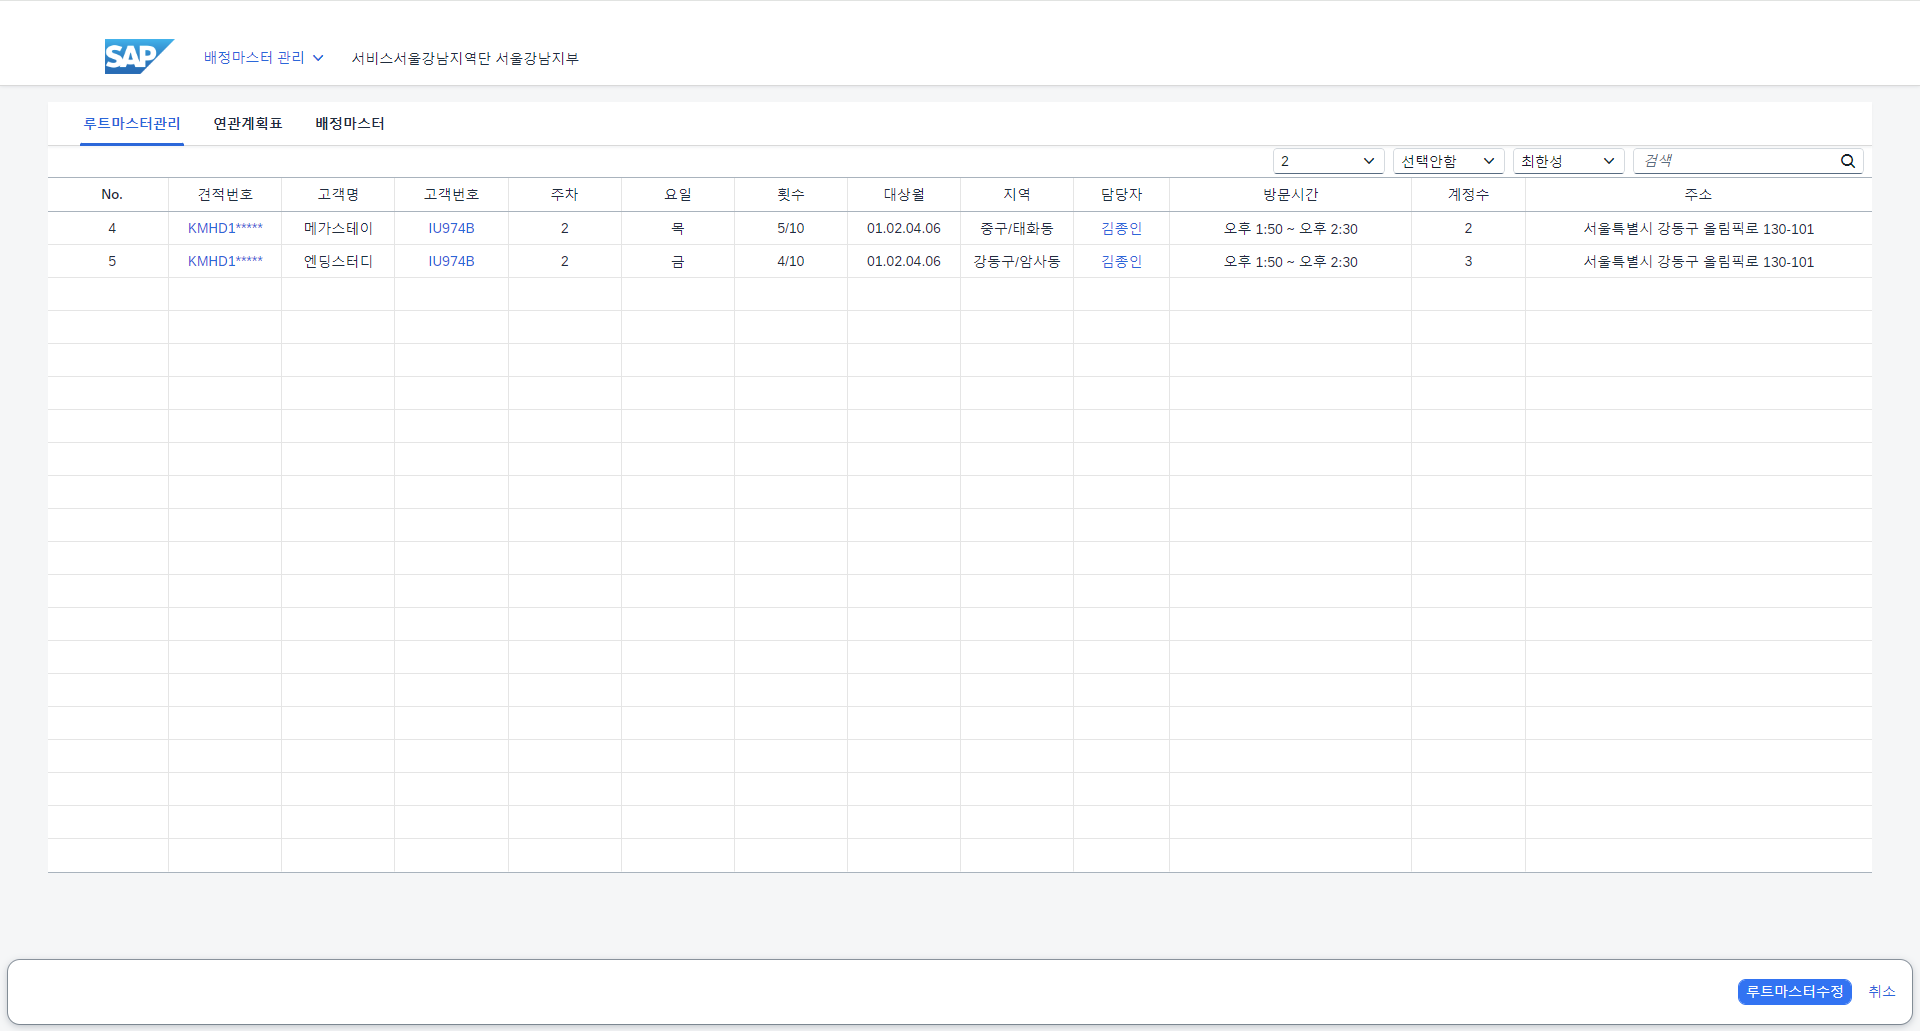 SAP 배정마스터 관리 서비스서울강남지역단 서울강남지부
루트마스터관리 연관계획표 배정마스터
2 선택안함 최한성 검색
No. 견적번호 고객명 고객번호 주차 요일 횟수 대상월 지역 담당자 방문시간 계정수 주소
4 KMHD1***** 메가스테이 IU974B 2 목 5/10 01.02.04.06 중구/태화동 김종인 오후 1:50 ~ 오후 2:30 2 서울특별시 강동구 올림픽로 130-101
5 KMHD1***** 엔딩스터디 IU974B 2 금 4/10 01.02.04.06 강동구/암사동 김종인 오후 1:50 ~ 오후 2:30 3 서울특별시 강동구 올림픽로 130-101
루트마스터수정 취소